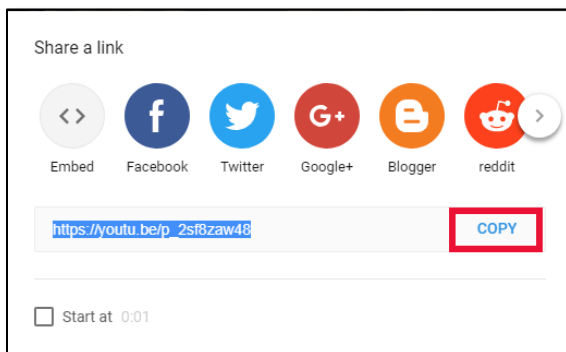 Share a link
G+
Embed Facebook Twitter Google+ Blogger reddit
https://youtu.be/p_2sf8zaw48 COPY
Start at 0:01